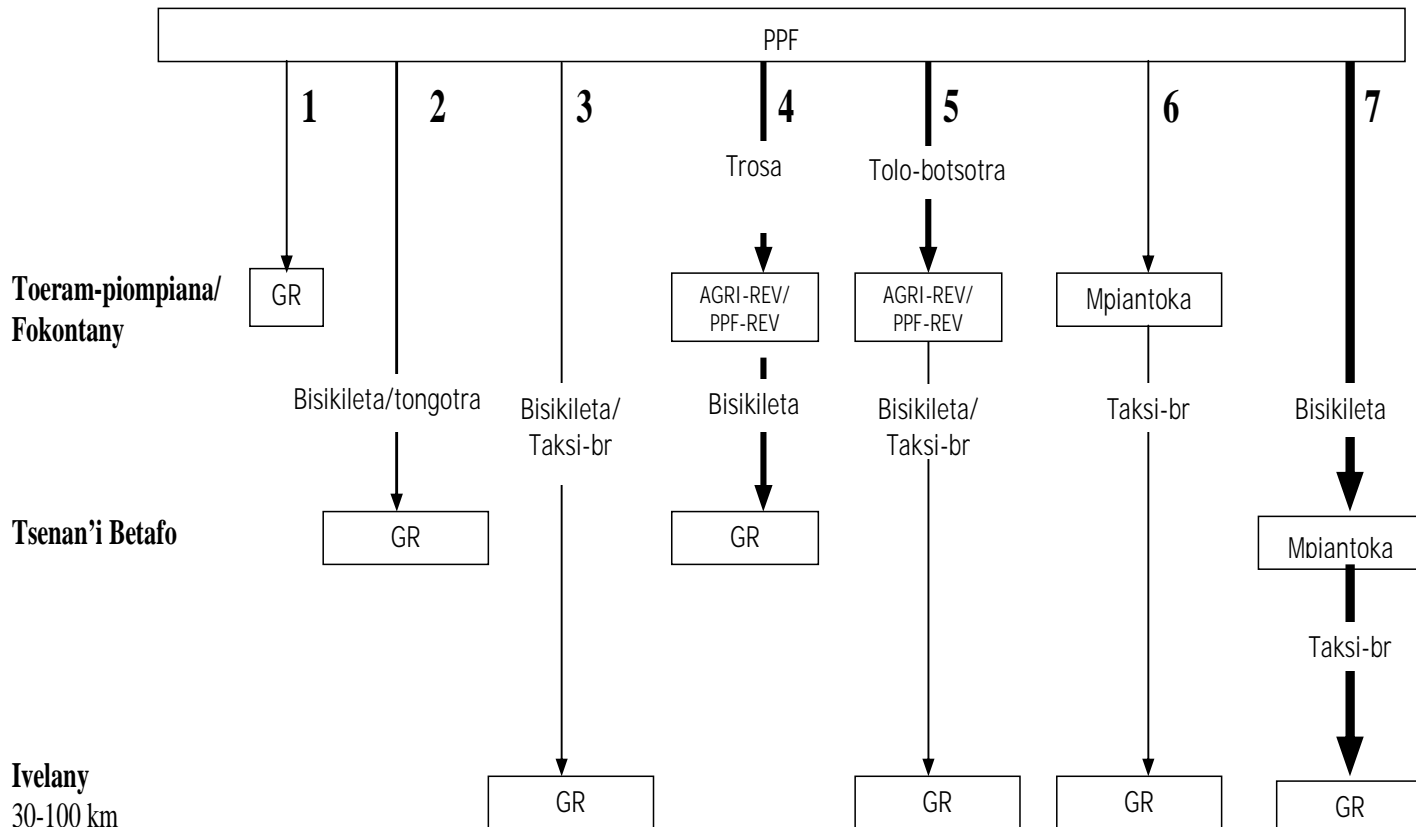 PPF
1
2
3
4
5
6
7
Trosa
Tolo-botsotra
Toeram-piompiana/
Fokontany
GR
AGRI-REV/
PPF-REV
AGRI-REV/
PPF-REV
Mpiantoka
Bisikileta/tongotra
Bisikileta/
Taksi-br
Bisikileta
Bisikileta/
Taksi-br
Taksi-br
Bisikileta
Tsenan’i Betafo
GR
GR
Mpiantoka
Taksi-br
Ivelany
30-100 km
GR
GR
GR
GR